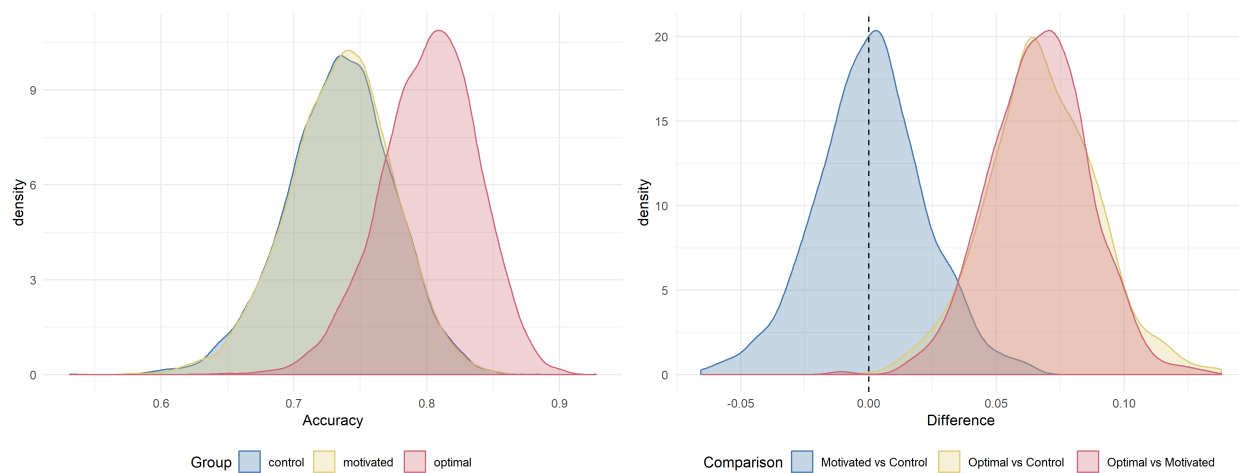 9
6
3
0
density
0.6
0.7
0.8
0.9
Accuracy
Group control motivated optimal
20
15
10
5
0
density
-0.05
0.00
0.05
0.10
Difference
Comparison Motivated vs Control Optimal vs Control Optimal vs Motivated